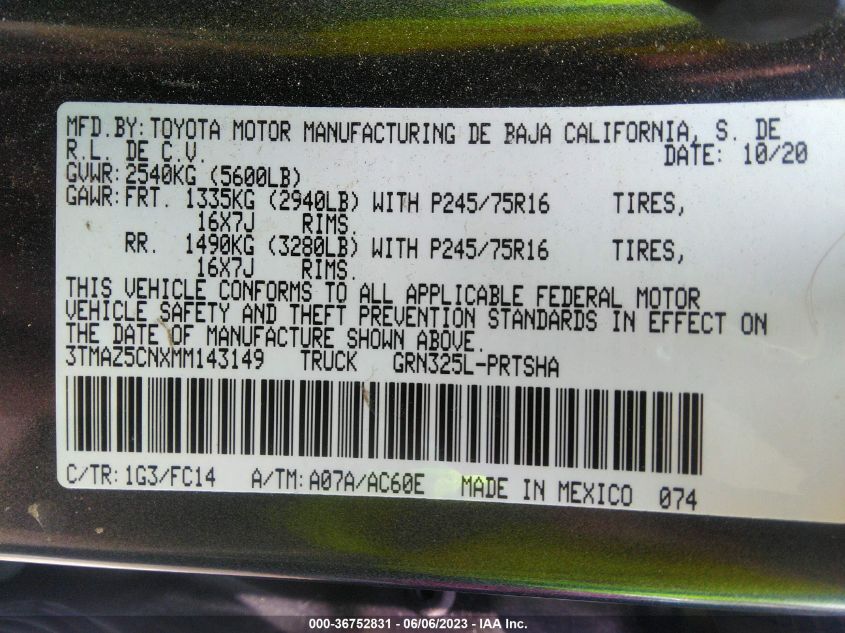 MFD.BY: TOYOTA MOTOR MANUFACTURING DE BAJA CALIFORNIA, S. DE
R.L. DE C.V. DATE: 10/20
GVWR: 2540KG (5600LB)
GAWR: FRT. 1335KG (2940LB) WITH P245/75R16 TIRES,
16X7J RIMS.
RR. 1490KG (3280LB) WITH P245/75R16 TIRES,
16X7J RIMS.
THIS VEHICLE CONFORMS TO ALL APPLICABLE FEDERAL MOTOR
VEHICLE SAFETY AND THEFT PREVENTION STANDARDS IN EFFECT ON
THE DATE OF MANUFACTURE SHOWN ABOVE.
3TMAZ5CNXMM143149 TRUCK GRN325L-PRTSHA
C/TR: 1G3/FC14 A/TM: A07A/AC60E MADE IN MEXICO 074
000-36752831 - 06/06/2023 - IAA Inc.